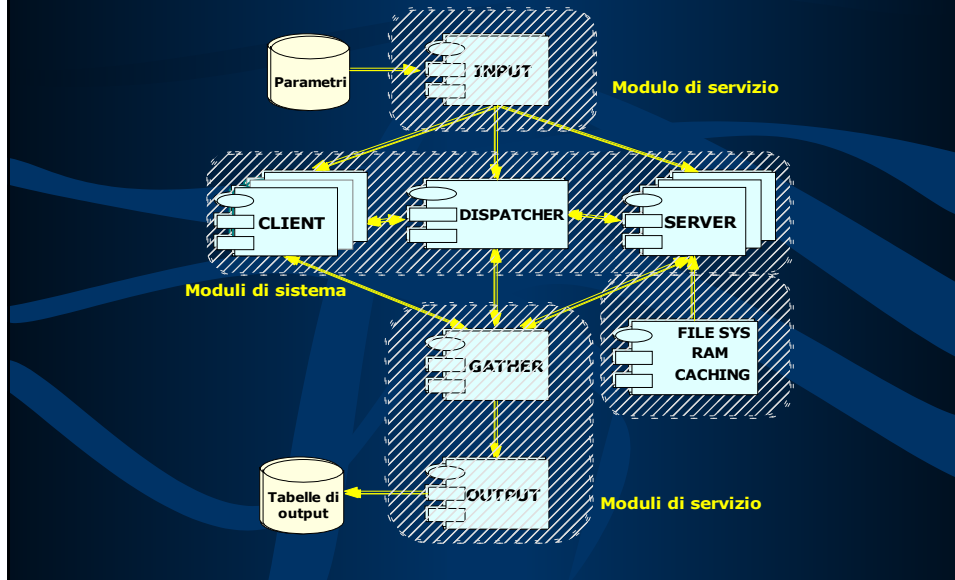 Parametri
INPUT
Modulo di servizio
CLIENT
DISPATCHER
SERVER
Moduli di sistema
GATHER
FILE SYS
RAM
CACHING
Tabelle di
output
OUTPUT
Moduli di servizio